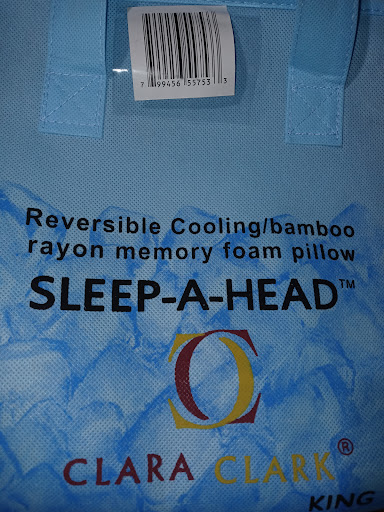 7 99456 55753 3
Reversible Cooling/bamboo
rayon memory foam pillow
SLEEP-A-HEAD™
CLARA CLARK®
KING